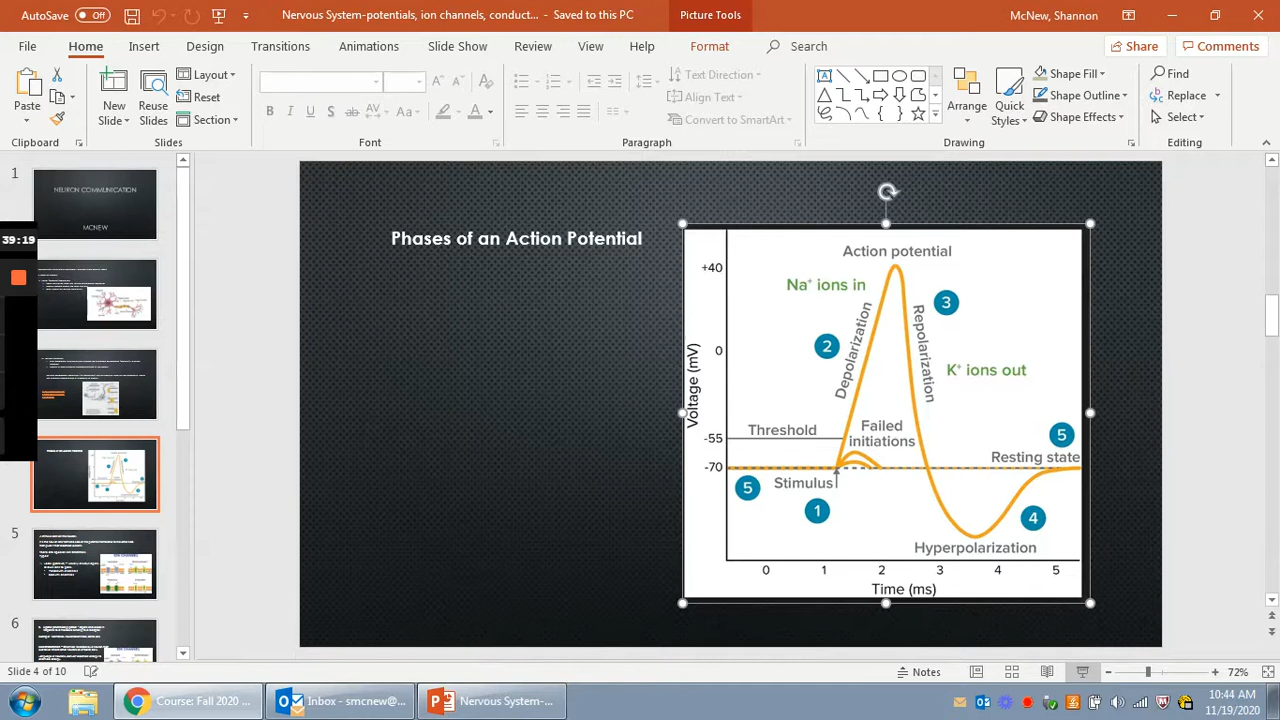 AutoSave Off
Nervous System-potentials, ion channels, conduct... - Saved to this PC
Picture Tools
McNew, Shannon
File Home Insert Design Transitions Animations Slide Show Review View Help Format Search Share Comments
Paste
Clipboard
New Slide
Reuse Slides
Layout
Reset
Section
Slides
B I U S ab AV Aa A
Font
Text Direction
Align Text
Convert to SmartArt
Paragraph
Arrange
Quick Styles
Shape Fill
Shape Outline
Shape Effects
Drawing
Find
Replace
Select
Editing
1
NEURON COMMUNICATION
MCNEW
39:19
5
6
Phases of an Action Potential
Action potential
+40
Na+ ions in
3
Depolarization
Repolarization
2
0
K+ ions out
Voltage (mV)
Threshold
Failed initiations
5
-55
Resting state
-70
5
Stimulus
1
4
Hyperpolarization
0 1 2 3 4 5
Time (ms)
Slide 4 of 10
Notes
72%
Course: Fall 2020 ...
Inbox - smcnew@...
Nervous System-...
10:44 AM
11/19/2020